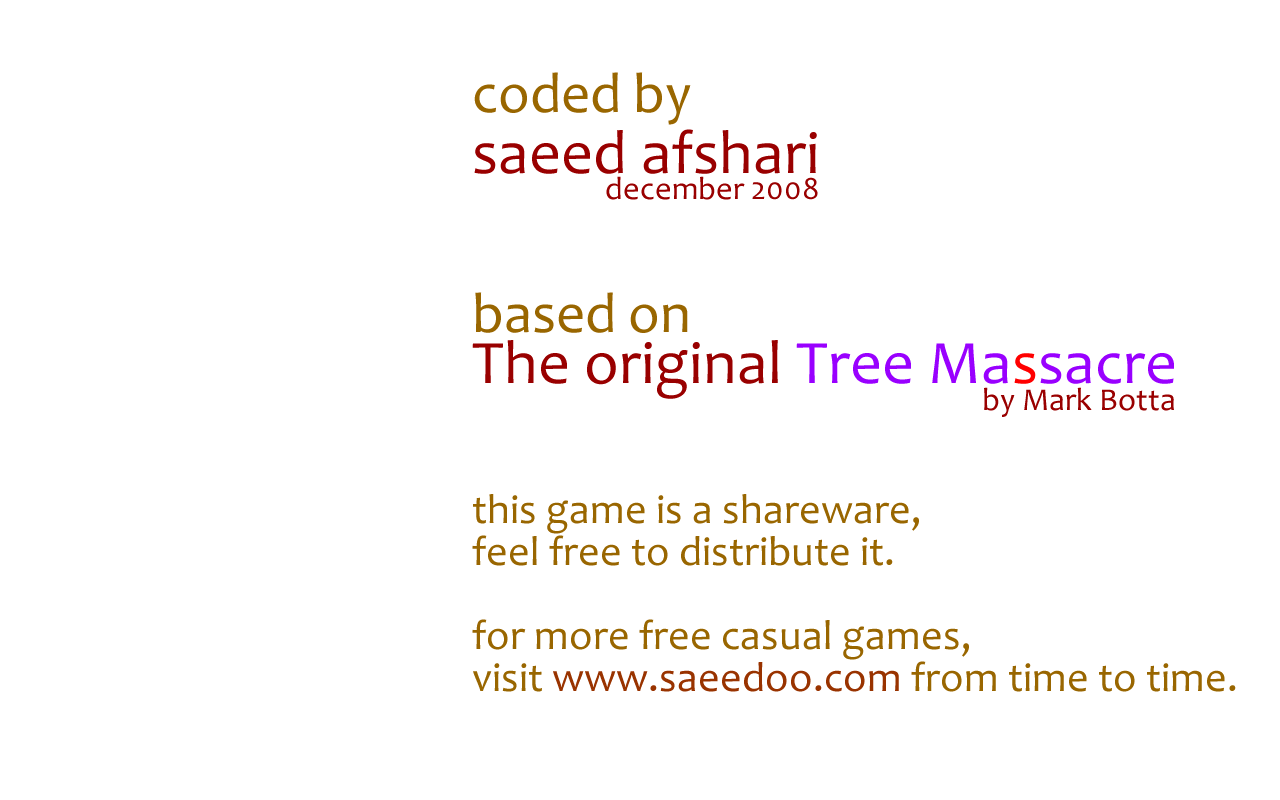 coded by
saeed afshari
december 2008
based on
The original Tree Massacre
by Mark Botta
this game is a shareware,
feel free to distribute it.
for more free casual games,
visit www.saeedoo.com from time to time.